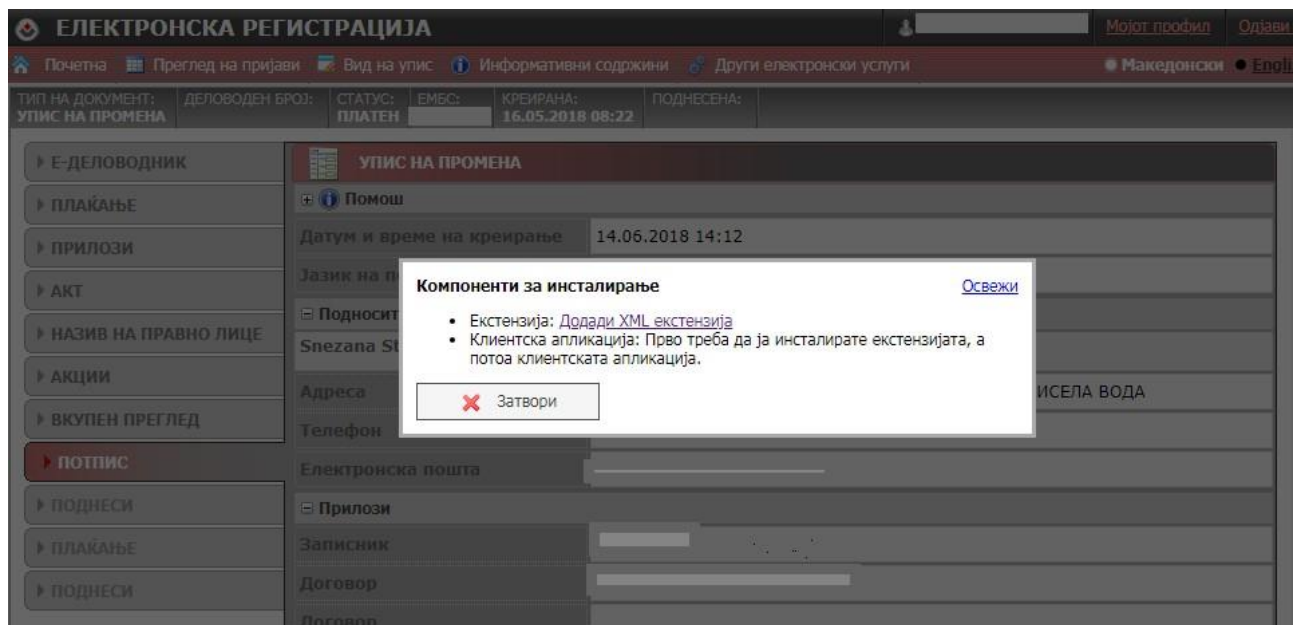 ЕЛЕКТРОНСКА РЕГИСТРАЦИЈА
Мојот профил Одјави
Почетна Преглед на пријави Вид на упис Информативни содржини Други електронски услуги Македонски Engli
ТИП НА ДОКУМЕНТ: ДЕЛОВОДЕН БРОЈ: СТАТУС: ЕМБС: КРЕИРАНА: ПОДНЕСЕНА:
УПИС НА ПРОМЕНА ПЛАТЕН 16.05.2018 08:22
Е-ДЕЛОВОДНИК
ПЛАЌАЊЕ
ПРИЛОЗИ
АКТ
НАЗИВ НА ПРАВНО ЛИЦЕ
АКЦИИ
ВКУПЕН ПРЕГЛЕД
ПОТПИС
ПОДНЕСИ
ПЛАЌАЊЕ
ПОДНЕСИ
УПИС НА ПРОМЕНА
Помош
Датум и време на креирање 14.06.2018 14:12
Јазик на п
Подносит
Snezana St
Адреса ИСЕЛА ВОДА
Телефон
Електронска пошта
Прилози
Записник
Договор
Договор
Компоненти за инсталирање Освежи
Екстензија: Додади XML екстензија
Клиентска апликација: Прво треба да ја инсталирате екстензијата, а
потоа клиентската апликација.
Затвори